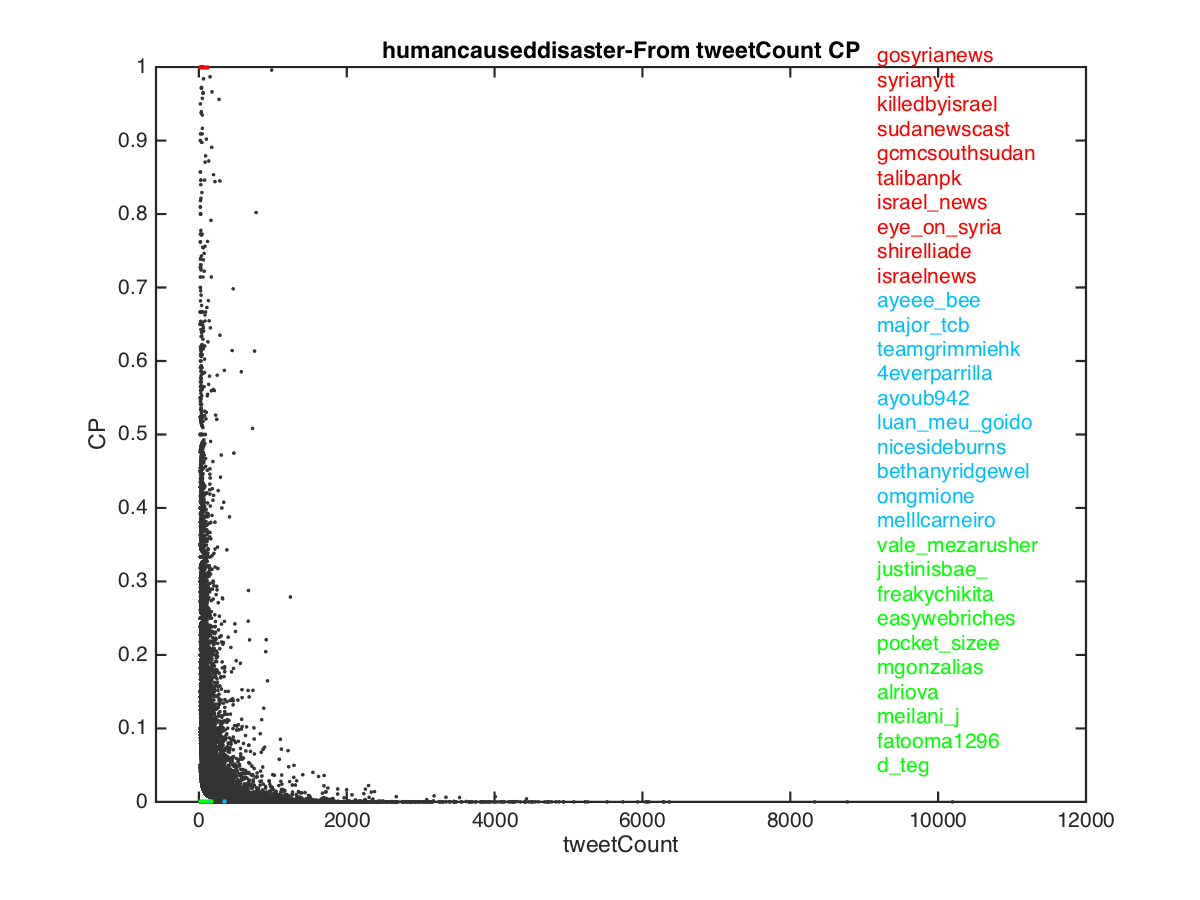 humancauseddisaster-From tweetCount CP
gosyrianews
syrianytt
killedbyisrael
sudanewscast
gcmcsouthsudan
talibanpk
israel_news
eye_on_syria
shirelliade
israelnews
ayeee_bee
major_tcb
teamgrimmiehk
4everparrilla
ayoub942
luan_meu_goido
nicesideburns
bethanyridgewel
omgmione
melllcarneiro
vale_mezarusher
justinisbae_
freakychikita
easywebriches
pocket_sizee
mgonzalias
alriova
meilani_j
fatooma1296
d_teg
1
0.9
0.8
0.7
0.6
0.5
0.4
0.3
0.2
0.1
0
CP
0 2000 4000 6000 8000 10000 12000
tweetCount